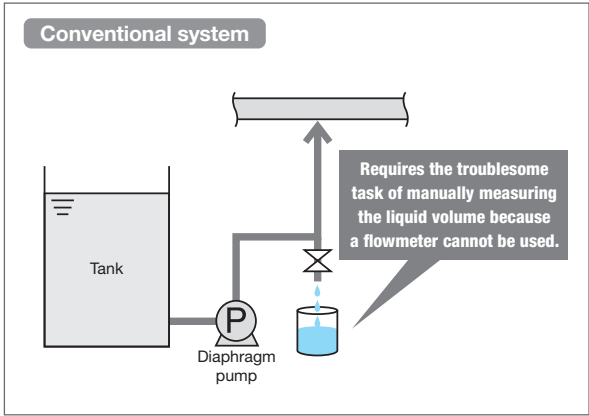 Conventional system
Requires the troublesome
task of manually measuring
the liquid volume because
a flowmeter cannot be used.
Tank
P
Diaphragm
pump